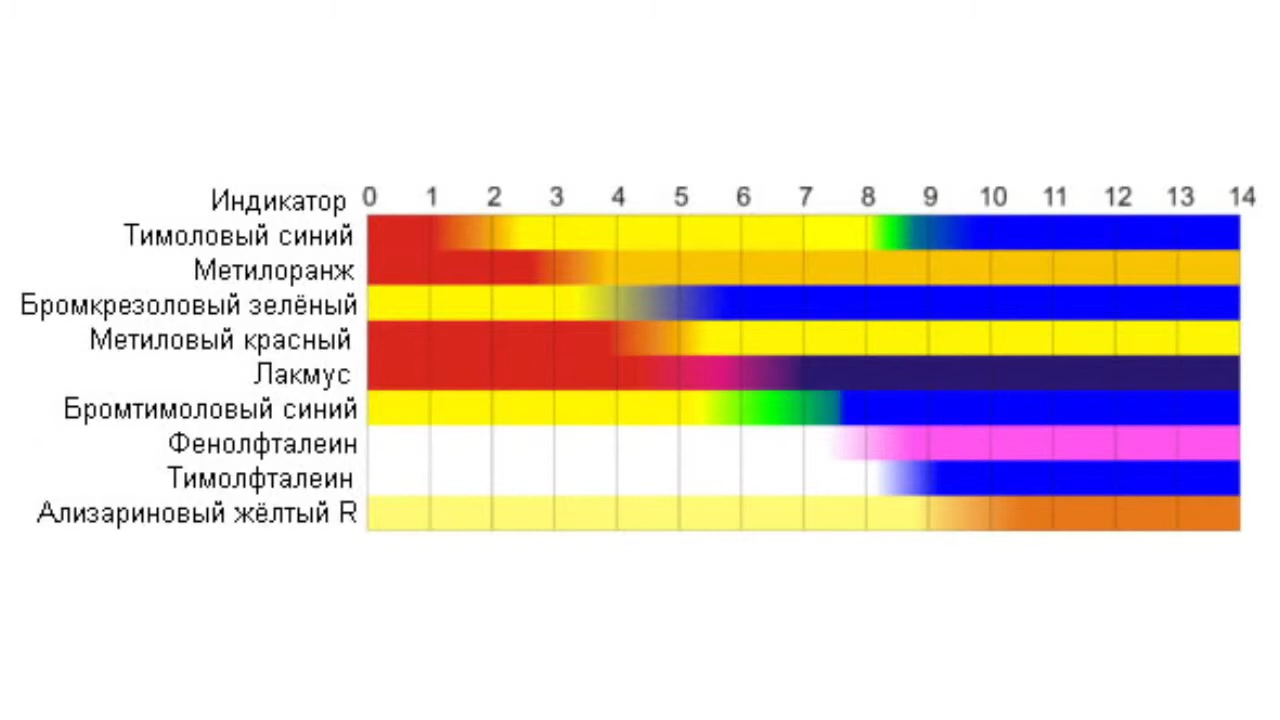 Индикатор 0 1 2 3 4 5 6 7 8 9 10 11 12 13 14
Тимоловый синий
Метилоранж
Бромкрезоловый зелёный
Метиловый красный
Лакмус
Бромтимоловый синий
Фенолфталеин
Тимолфталеин
Ализариновый жёлтый R